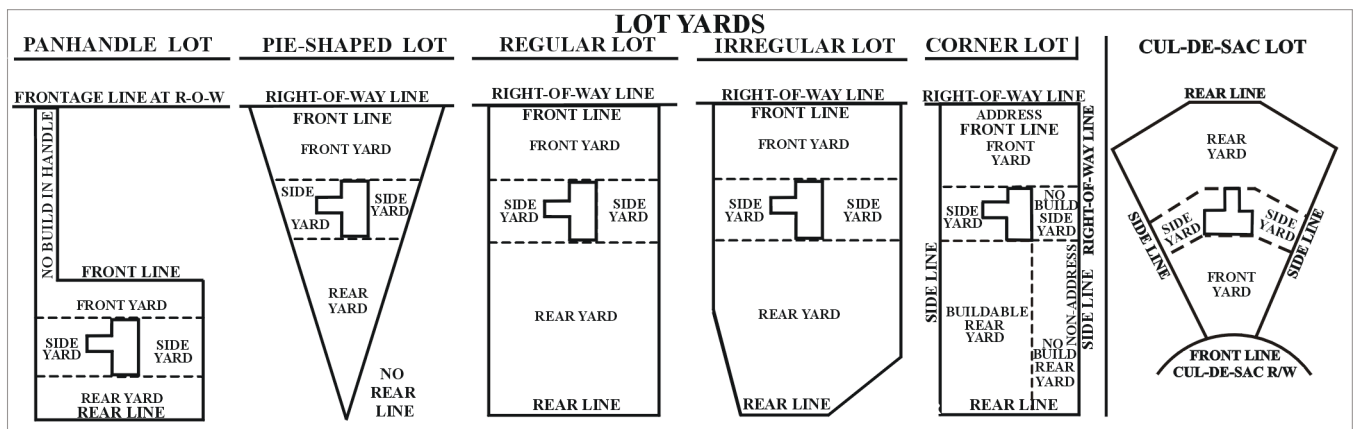 LOT YARDS
PANHANDLE LOT
FRONTAGE LINE AT R-O-W
NO BUILD IN HANDLE
FRONT LINE
FRONT YARD
SIDE
YARD
SIDE
YARD
REAR YARD
REAR LINE
PIE-SHAPED LOT
RIGHT-OF-WAY LINE
FRONT LINE
FRONT YARD
SIDE
YARD
SIDE
YARD
REAR
YARD
NO
REAR
LINE
REGULAR LOT
RIGHT-OF-WAY LINE
FRONT LINE
FRONT YARD
SIDE
YARD
SIDE
YARD
REAR YARD
REAR LINE
IRREGULAR LOT
RIGHT-OF-WAY LINE
FRONT LINE
FRONT YARD
SIDE
YARD
SIDE
YARD
REAR YARD
REAR LINE
CORNER LOT
RIGHT-OF-WAY LINE
ADDRESS
FRONT LINE
FRONT
YARD
RIGHT-OF-WAY LINE
SIDE
YARD
NO
BUILD
SIDE
YARD
SIDE LINE
BUILDABLE
REAR
YARD
NON-ADDRESS
SIDE LINE
NO
BUILD
REAR
YARD
REAR LINE
CUL-DE-SAC LOT
REAR LINE
REAR
YARD
SIDE
YARD
SIDE
YARD
SIDE LINE
SIDE LINE
FRONT
YARD
FRONT LINE
CUL-DE-SAC R/W